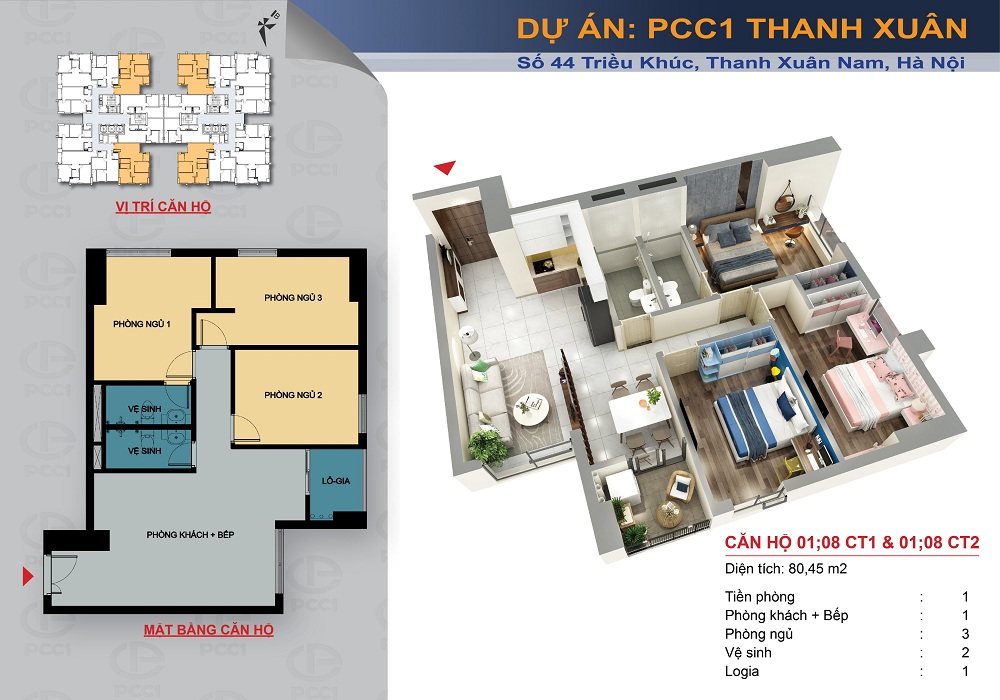 DỰ ÁN: PCC1 THANH XUÂN
Số 44 Triều Khúc, Thanh Xuân Nam, Hà Nội
B
VỊ TRÍ CĂN HỘ
PHÒNG NGỦ 1
PHÒNG NGỦ 3
PHÒNG NGỦ 2
VỆ SINH
VỆ SINH
LÔ-GIA
PHÒNG KHÁCH + BẾP
MẶT BẰNG CĂN HỘ
CĂN HỘ 01;08 CT1 & 01;08 CT2
Diện tích: 80,45 m2
Tiền phòng : 1
Phòng khách + Bếp : 1
Phòng ngủ : 3
Vệ sinh : 2
Logia : 1
PCC1